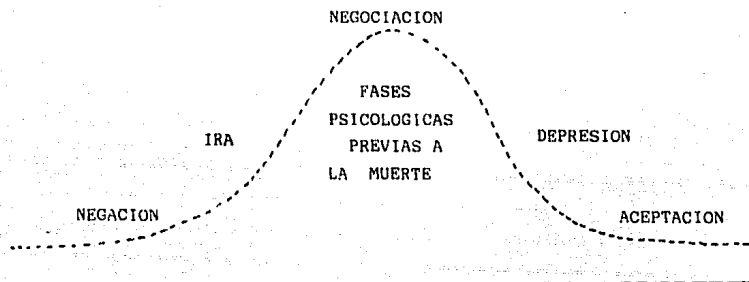 NEGOCIACION
FASES
PSICOLOGICAS
PREVIAS A
LA MUERTE
IRA
DEPRESION
NEGACION
ACEPTACION